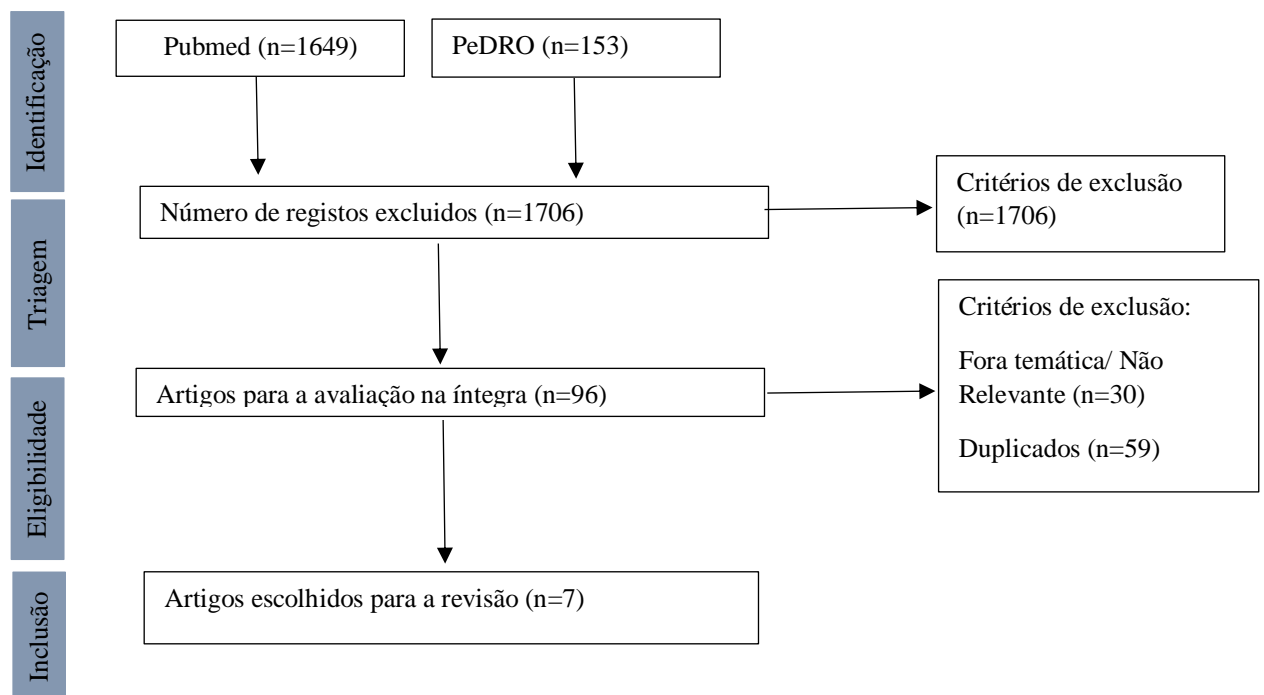 Identificação
Pubmed (n=1649)
PeDRO (n=153)
Número de registos excluidos (n=1706)
Critérios de exclusão
(n=1706)
Triagem
Critérios de exclusão:
Fora temática/ Não
Relevante (n=30)
Duplicados (n=59)
Artigos para a avaliação na íntegra (n=96)
Eligibilidade
Artigos escolhidos para a revisão (n=7)
Inclusão